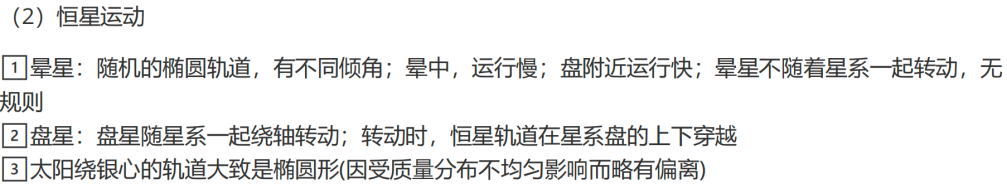 （2）恒星运动
1 晕星：随机的椭圆轨道，有不同倾角；晕中，运行慢；盘附近运行快；晕星不随着星系一起转动，无
规则
2 盘星：盘星随星系一起绕轴转动；转动时，恒星轨道在星系盘的上下穿越
3 太阳绕银心的轨道大致是椭圆形(因受质量分布不均匀影响而略有偏离)